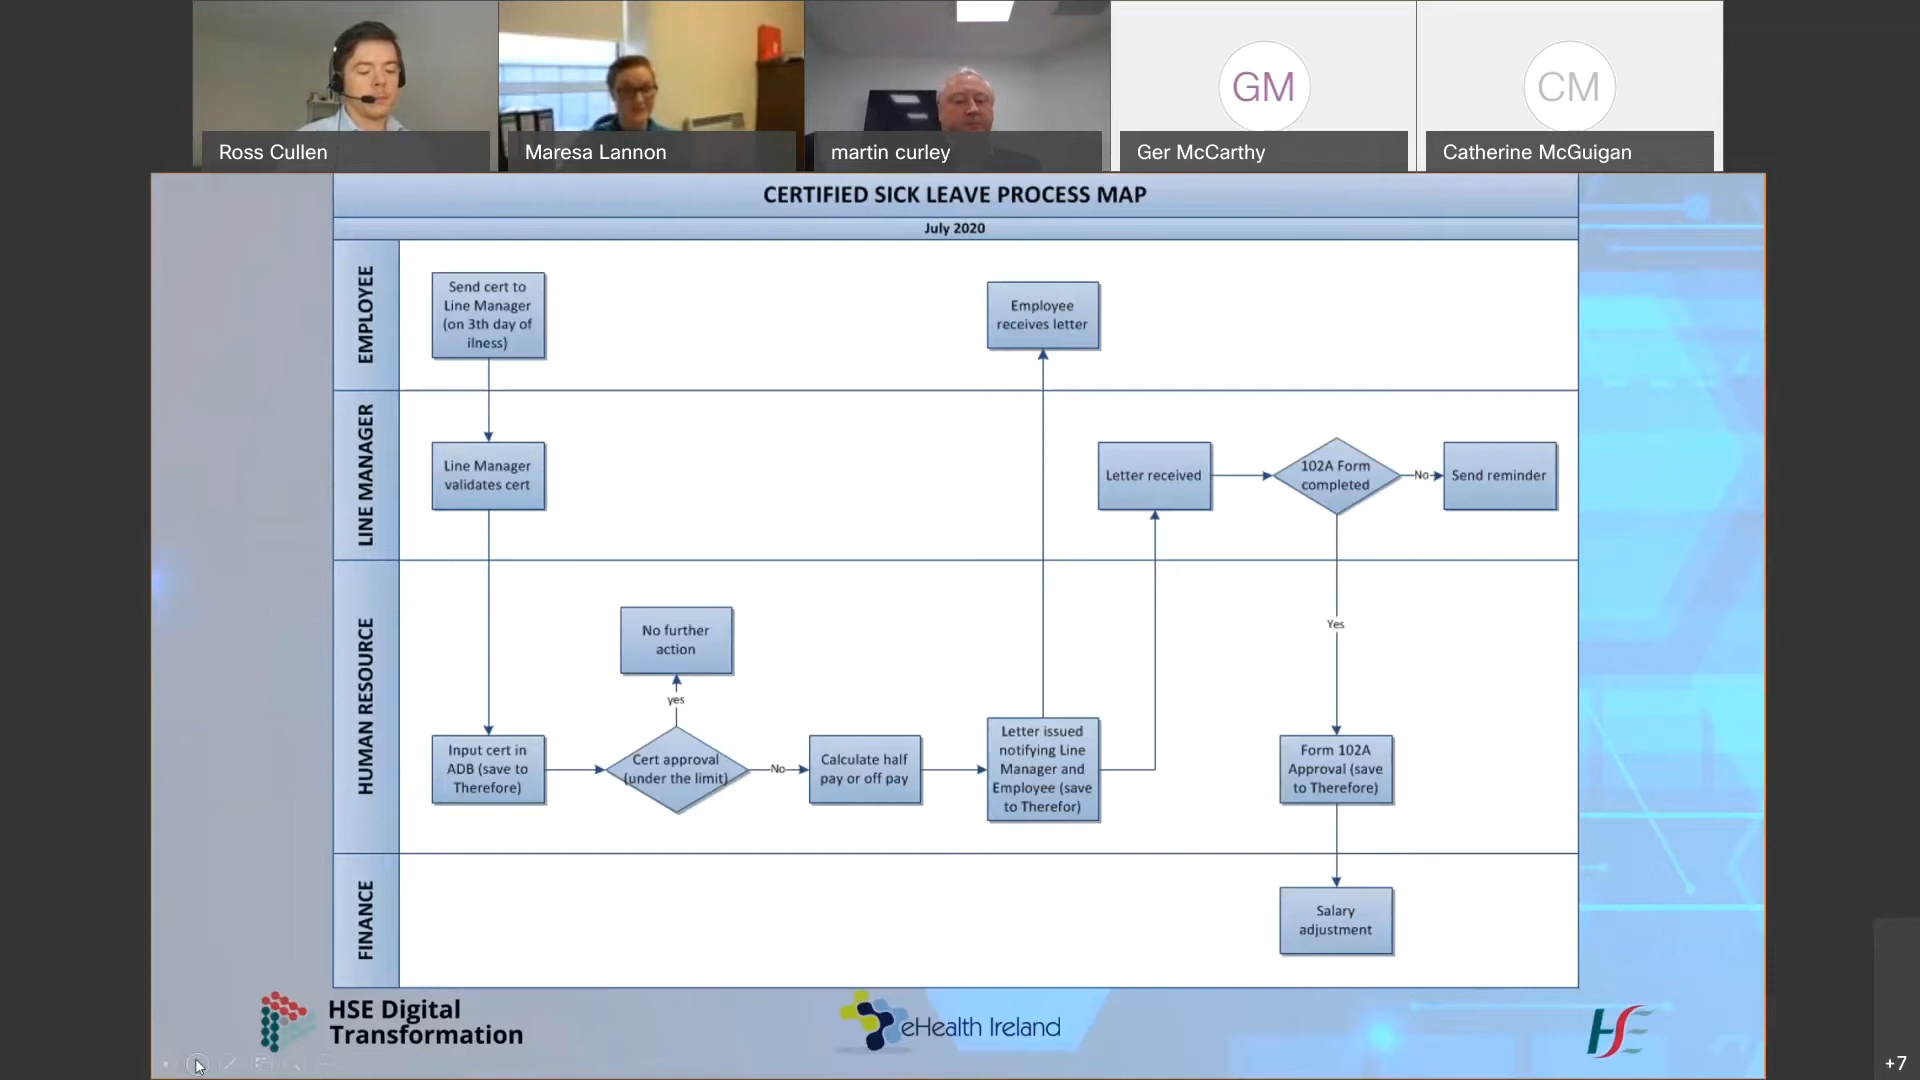 Ross Cullen
Maresa Lannon
martin curley
GM
Ger McCarthy
CM
Catherine McGuigan
CERTIFIED SICK LEAVE PROCESS MAP
July 2020
EMPLOYEE
Send cert to
Line Manager
(on 3th day of
ilness)
Employee
receives letter
LINE MANAGER
Line Manager
validates cert
Letter received
102A Form
completed
No
Send reminder
HUMAN RESOURCE
No further
action
yes
Yes
Input cert in
ADB (save to
Therefore)
Cert approval
(under the limit)
No
Calculate half
pay or off pay
Letter issued
notifying Line
Manager and
Employee (save
to Therefor)
Form 102A
Approval (save
to Therefore)
FINANCE
Salary
adjustment
HSE Digital
Transformation
eHealth Ireland
HSE
+7